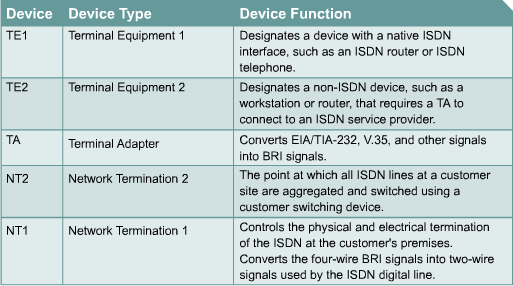 Device Device Type Device Function
TE1 Terminal Equipment 1 Designates a device with a native ISDN
interface, such as an ISDN router or ISDN
telephone.
TE2 Terminal Equipment 2 Designates a non-ISDN device, such as a
workstation or router, that requires a TA to
connect to an ISDN service provider.
TA Terminal Adapter Converts EIA/TIA-232, V.35, and other signals
into BRI signals.
NT2 Network Termination 2 The point at which all ISDN lines at a customer
site are aggregated and switched using a
customer switching device.
NT1 Network Termination 1 Controls the physical and electrical termination
of the ISDN at the customer's premises.
Converts the four-wire BRI signals into two-wire
signals used by the ISDN digital line.